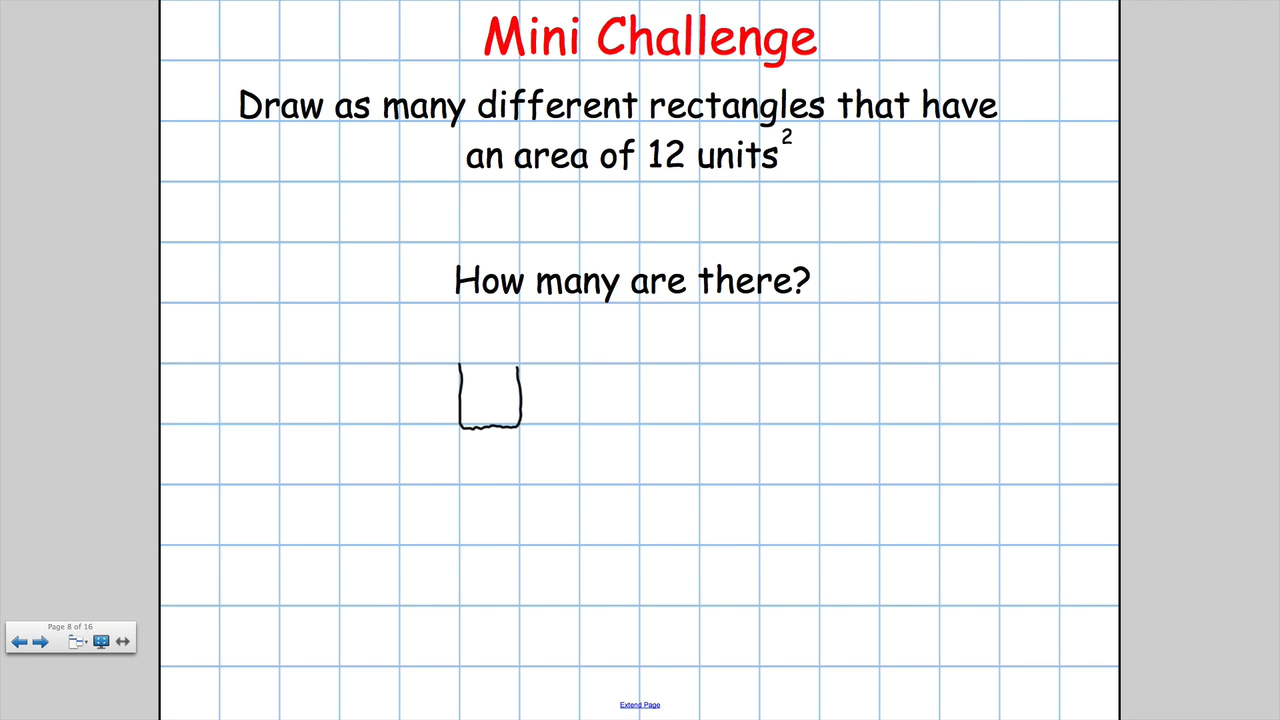 Mini Challenge
Draw as many different rectangles that have
an area of 12 units²
How many are there?
Page 8 of 16
Extend Page